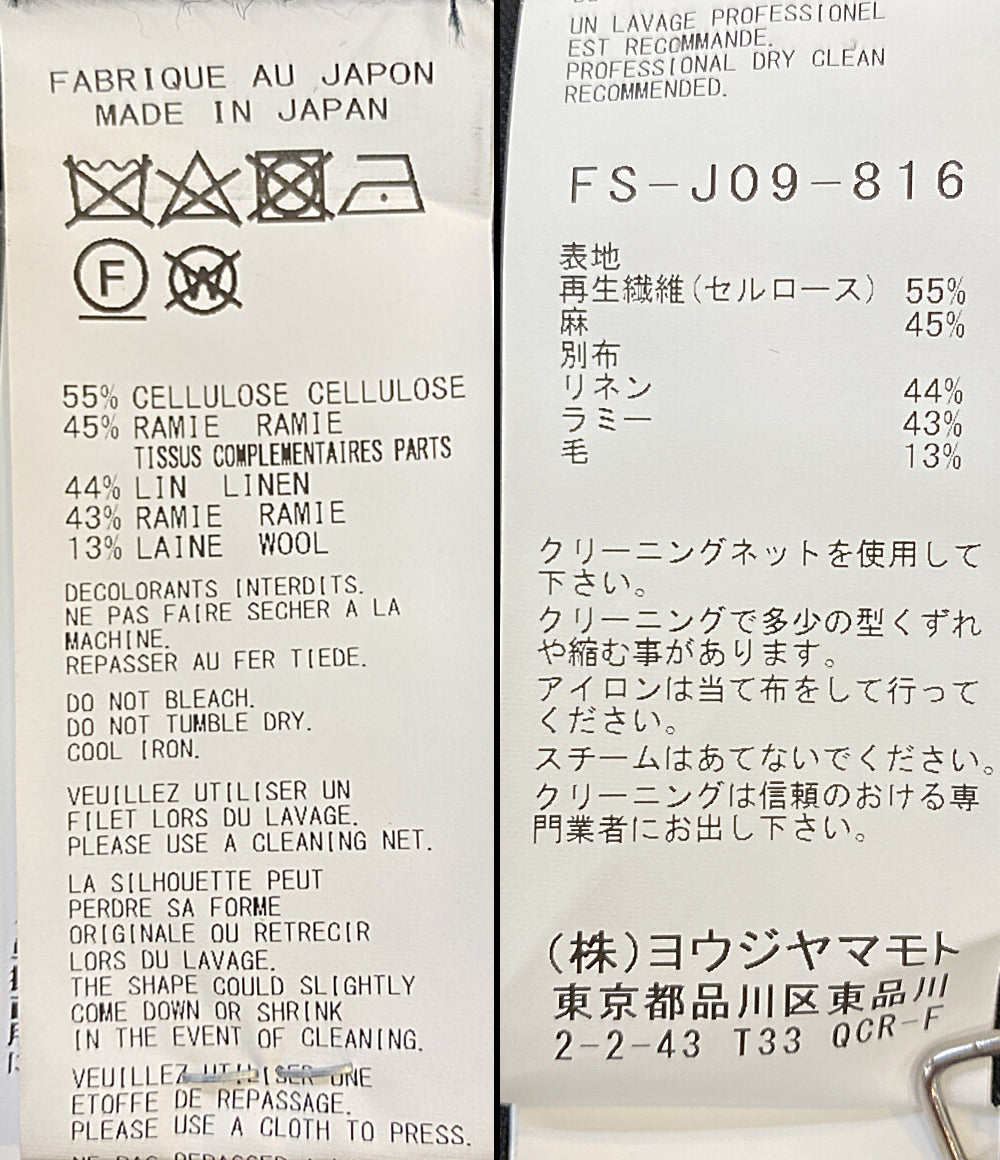 FABRIQUE AU JAPON
MADE IN JAPAN
F W
55% CELLULOSE CELLULOSE
45% RAMIE RAMIE
TISSUS COMPLEMENTAIRES PARTS
44% LIN LINEN
43% RAMIE RAMIE
13% LAINE WOOL
DECOLORANTS INTERDITS.
NE PAS FAIRE SECHER A LA
MACHINE.
REPASSER AU FER TIEDE.
DO NOT BLEACH.
DO NOT TUMBLE DRY.
COOL IRON.
VEUILLEZ UTILISER UN
FILET LORS DU LAVAGE.
PLEASE USE A CLEANING NET.
LA SILHOUETTE PEUT
PERDRE SA FORME
ORIGINALE OU RETRECIR
LORS DU LAVAGE.
THE SHAPE COULD SLIGHTLY
COME DOWN OR SHRINK
IN THE EVENT OF CLEANING.
VEUILLEZ UTILISER UNE
ETOFFE DE REPASSAGE.
PLEASE USE A CLOTH TO PRESS.
UN LAVAGE PROFESSIONEL
EST RECOMMANDE.
PROFESSIONAL DRY CLEAN
RECOMMENDED.
FS-J09-816
表地
再生繊維(セルロース) 55%
麻 45%
別布
リネン 44%
ラミー 43%
毛 13%
クリーニングネットを使用して
下さい。
クリーニングで多少の型くずれ
や縮む事があります。
アイロンは当て布をして行って
ください。
スチームはあてないでください。
クリーニングは信頼のおける専
門業者にお出し下さい。
(株)ヨウジヤマモト
東京都品川区東品川
2-2-43 T33 QCR-F